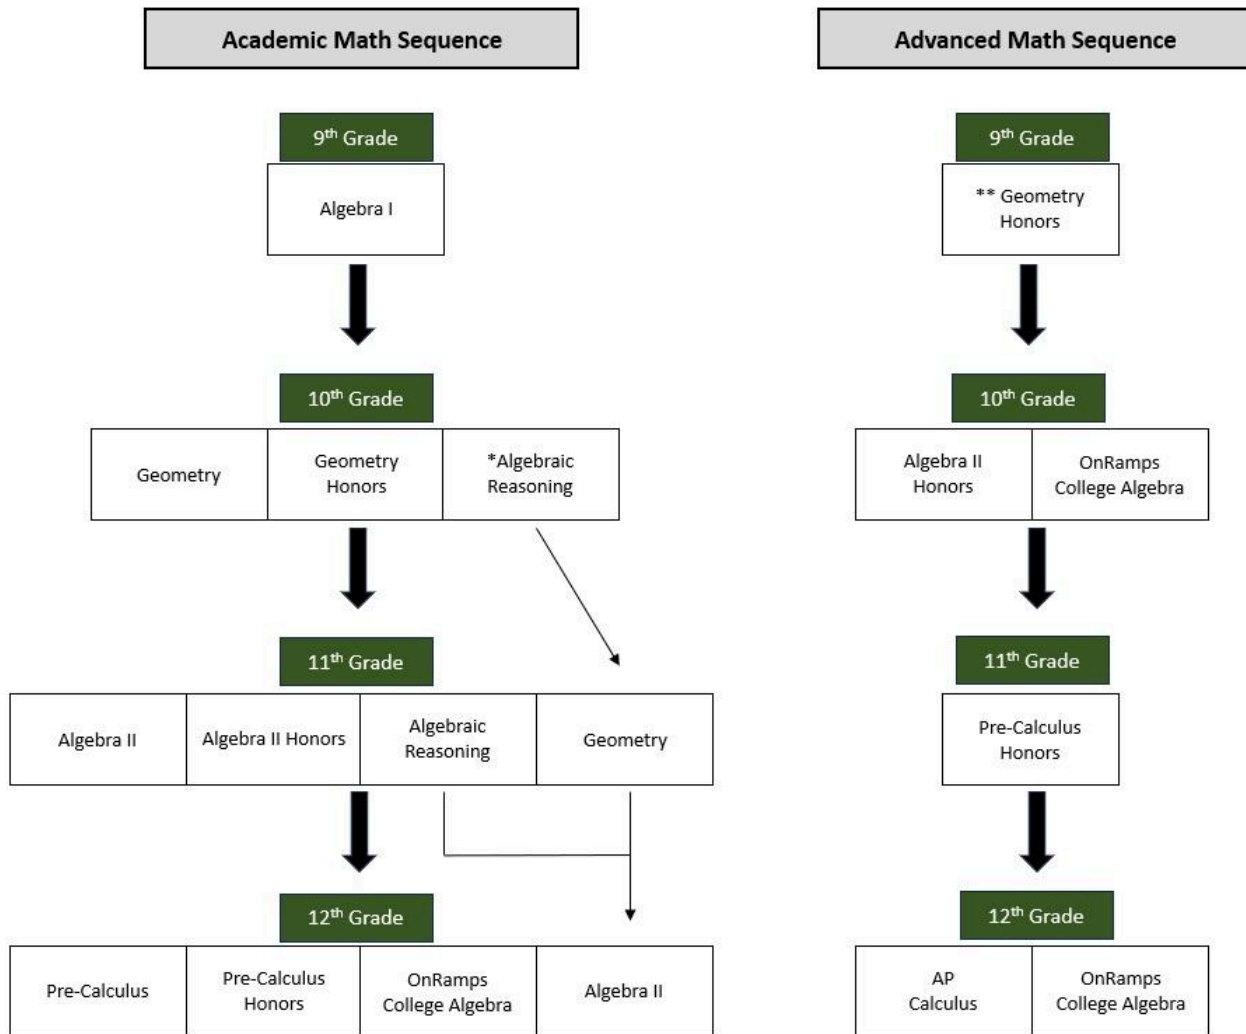 Academic Math Sequence
9th Grade
Algebra I
10th Grade
Geometry
Geometry
Honors
*Algebraic
Reasoning
11th Grade
Algebra II
Algebra II Honors
Algebraic
Reasoning
Geometry
12th Grade
Pre-Calculus
Pre-Calculus
Honors
OnRamps
College Algebra
Algebra II
Advanced Math Sequence
9th Grade
** Geometry
Honors
10th Grade
Algebra II
Honors
OnRamps
College Algebra
11th Grade
Pre-Calculus
Honors
12th Grade
AP
Calculus
OnRamps
College Algebra